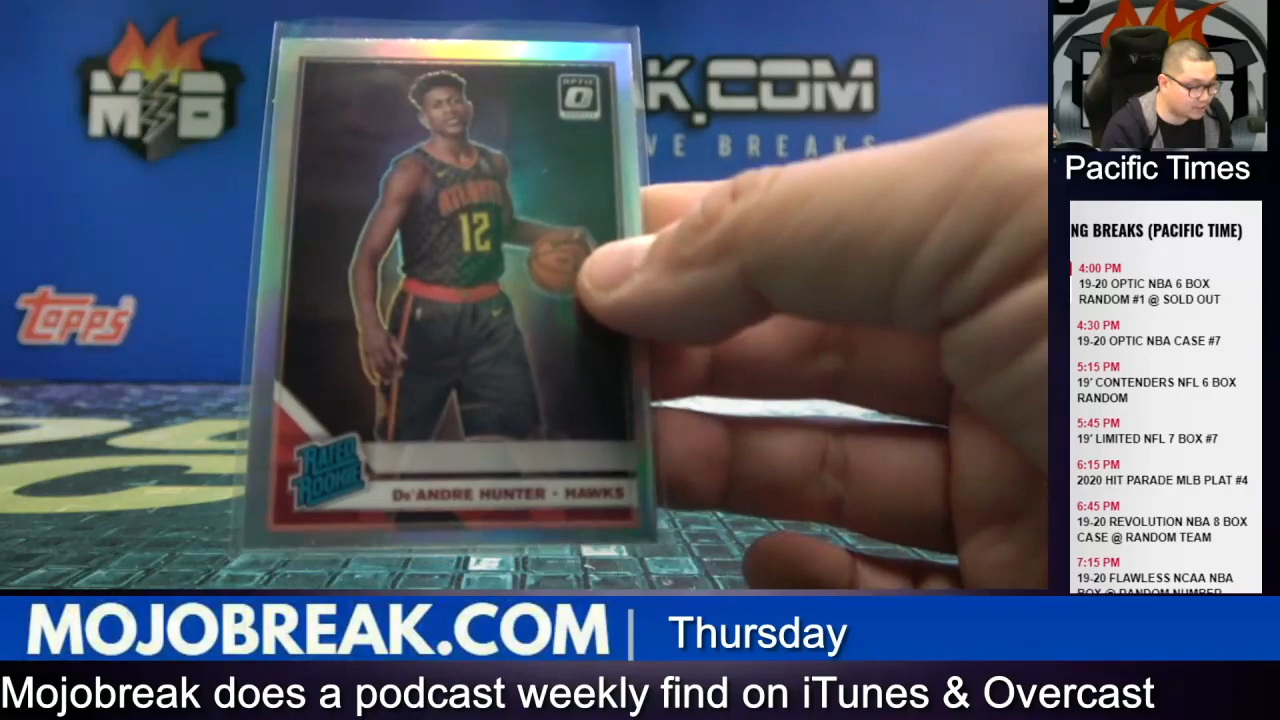 M B
K.COM
VE BREAKS
Topps
OPTIC
ATLANTA
12
RATED
ROOKIE
De'ANDRE HUNTER - HAWKS
Pacific Times
NG BREAKS (PACIFIC TIME)
4:00 PM
19-20 OPTIC NBA 6 BOX
RANDOM #1 @ SOLD OUT
4:30 PM
19-20 OPTIC NBA CASE #7
5:15 PM
19' CONTENDERS NFL 6 BOX
RANDOM
5:45 PM
19' LIMITED NFL 7 BOX #7
6:15 PM
2020 HIT PARADE MLB PLAT #4
6:45 PM
19-20 REVOLUTION NBA 8 BOX
CASE @ RANDOM TEAM
7:15 PM
19-20 FLAWLESS NCAA NBA
BOX @ RANDOM NUMBER
MOJOBREAK.COM | Thursday
Mojobreak does a podcast weekly find on iTunes & Overcast